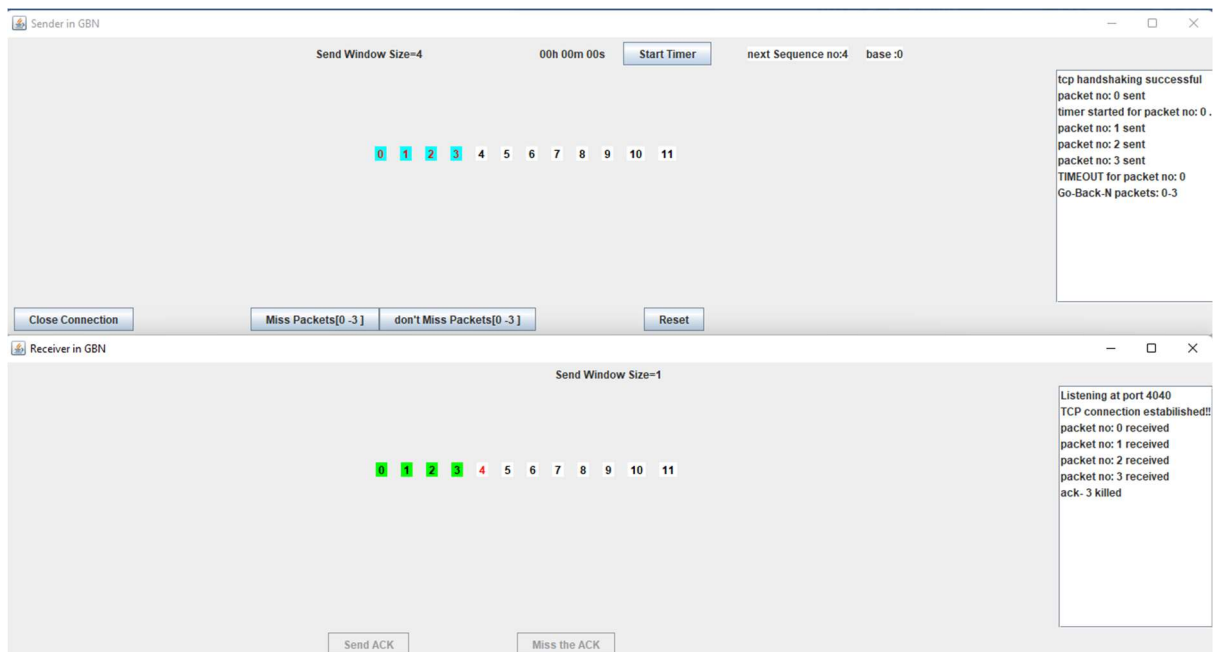 Sender in GBN
Send Window Size=4 00h 00m 00s Start Timer next Sequence no:4 base :0
tcp handshaking successful
packet no: 0 sent
timer started for packet no: 0 .
packet no: 1 sent
packet no: 2 sent
packet no: 3 sent
TIMEOUT for packet no: 0
Go-Back-N packets: 0-3
0 1 2 3 4 5 6 7 8 9 10 11
Close Connection Miss Packets[0 -3 ] don't Miss Packets[0 -3 ] Reset
Receiver in GBN
Send Window Size=1
Listening at port 4040
TCP connection estabilished!!
packet no: 0 received
packet no: 1 received
packet no: 2 received
packet no: 3 received
ack- 3 killed
0 1 2 3 4 5 6 7 8 9 10 11
Send ACK Miss the ACK